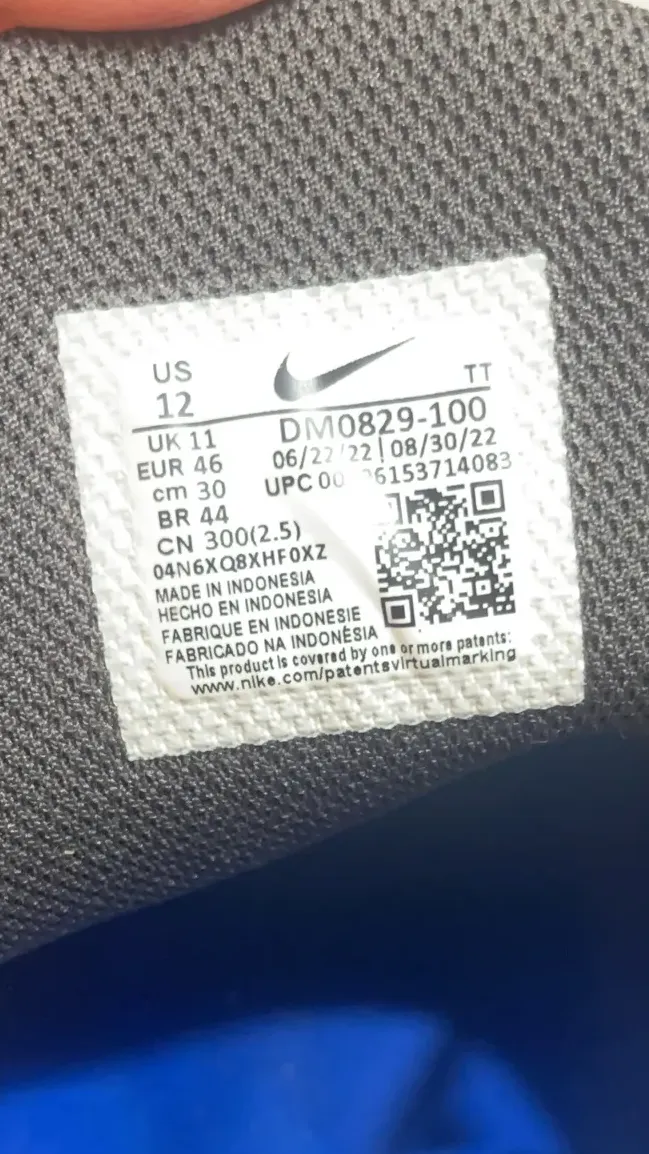 US
12
TT
DM0829-100
UK 11
06/22/22 | 08/30/22
EUR 46
cm 30
BR 44
CN 300(2.5)
04N6XQ8XHF0XZ
MADE IN INDONESIA
HECHO EN INDONESIA
FABRIQUE EN INDONESIE
FABRICADO NA INDONÉSIA
UPC 00 6153714083
This product is covered by one or more patents:
www.nike.com/patentsvirtualmarking